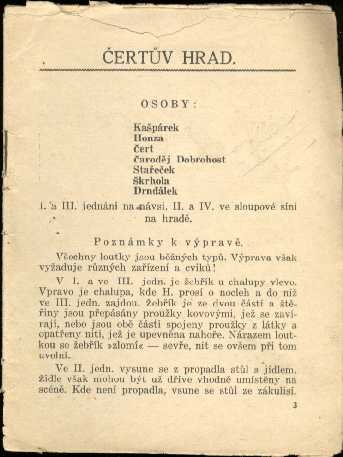 ČERTŮV HRAD.
OSOBY:
Kašpárek
Honza
Čert
Čaroděj Dobrohost
Stařeček
Škrhola
Drndálek
I. a III. jednání na návsi. II. a IV. ve sloupové síni
na hradě.
Poznámky k výpravě.
Všechny loutky jsou běžných typů. Výprava však
vyžaduje různých zařízení a cviků!
V I. a ve III. jedn. je žebřík u chalupy vlevo.
Vpravo je chalupa, kde H. prosí o nocleh a do níž
ve III. jedn. zajdou. Žebřík je ze dvou částí a ště-
řiny jsou přepásány proužky kovovými, jež se zaví-
rají, nebo jsou obě části spojeny proužky z látky a
opatřeny nití, jež je upevněna nahoře. Nárazem lout-
kou se žebřík »zlomí« — sevře, nit se ovšem při tom
uvolní.
Ve II. jedn. vysune se z propadla stůl s jídlem,
židle však mohou být už dříve vhodně umístěny na
scéně. Kde není propadla, vsune se stůl ze zákulisí.
3